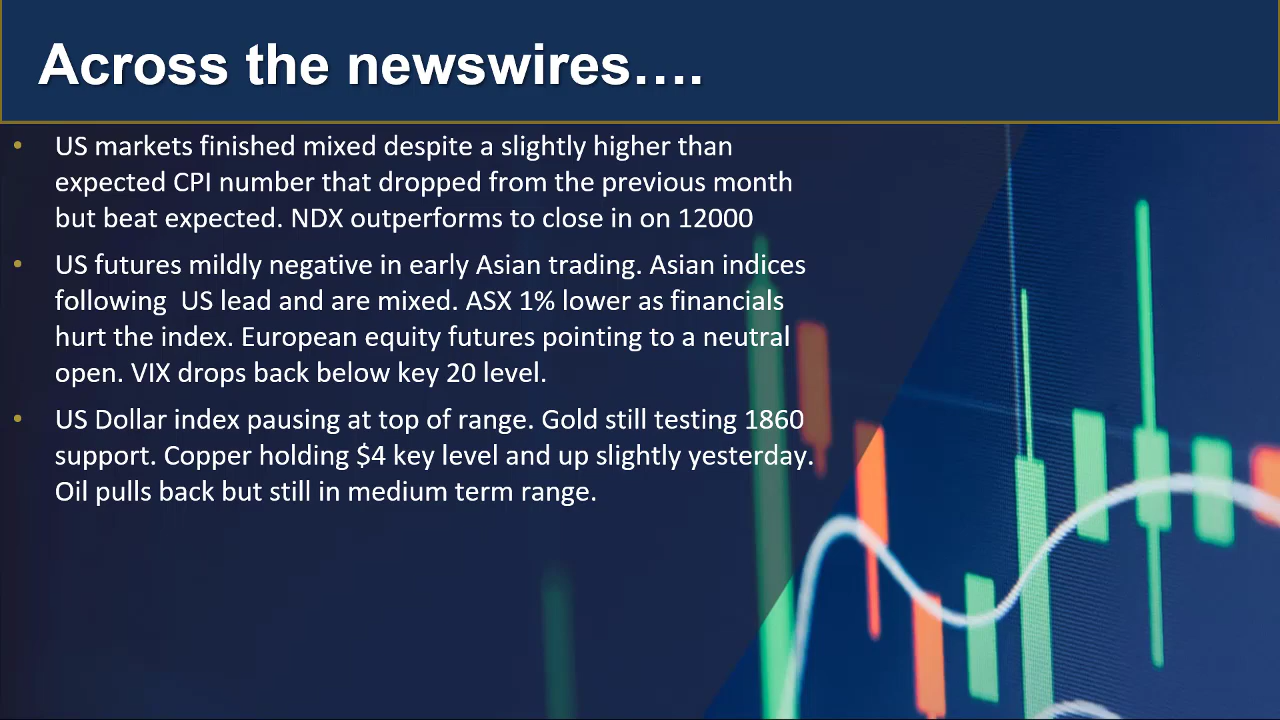 Across the newswires….
• US markets finished mixed despite a slightly higher than
expected CPI number that dropped from the previous month
but beat expected. NDX outperforms to close in on 12000
• US futures mildly negative in early Asian trading. Asian indices
following  US lead and are mixed. ASX 1% lower as financials
hurt the index. European equity futures pointing to a neutral
open. VIX drops back below key 20 level.
• US Dollar index pausing at top of range. Gold still testing 1860
support. Copper holding $4 key level and up slightly yesterday.
Oil pulls back but still in medium term range.